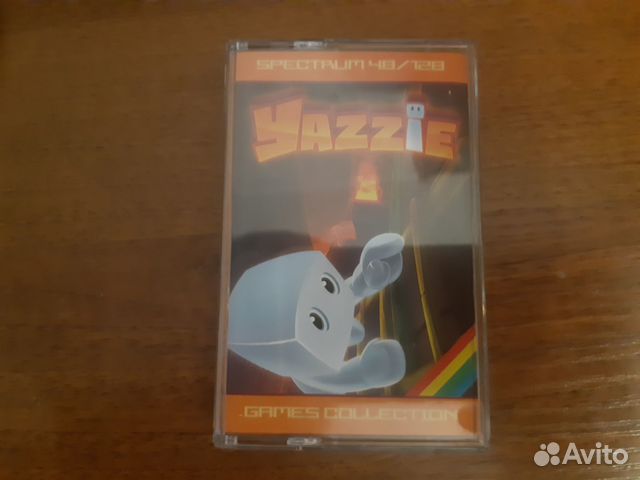 SPECTRUM 48/128
YAZZIE
GAMES COLLECTION
Avito